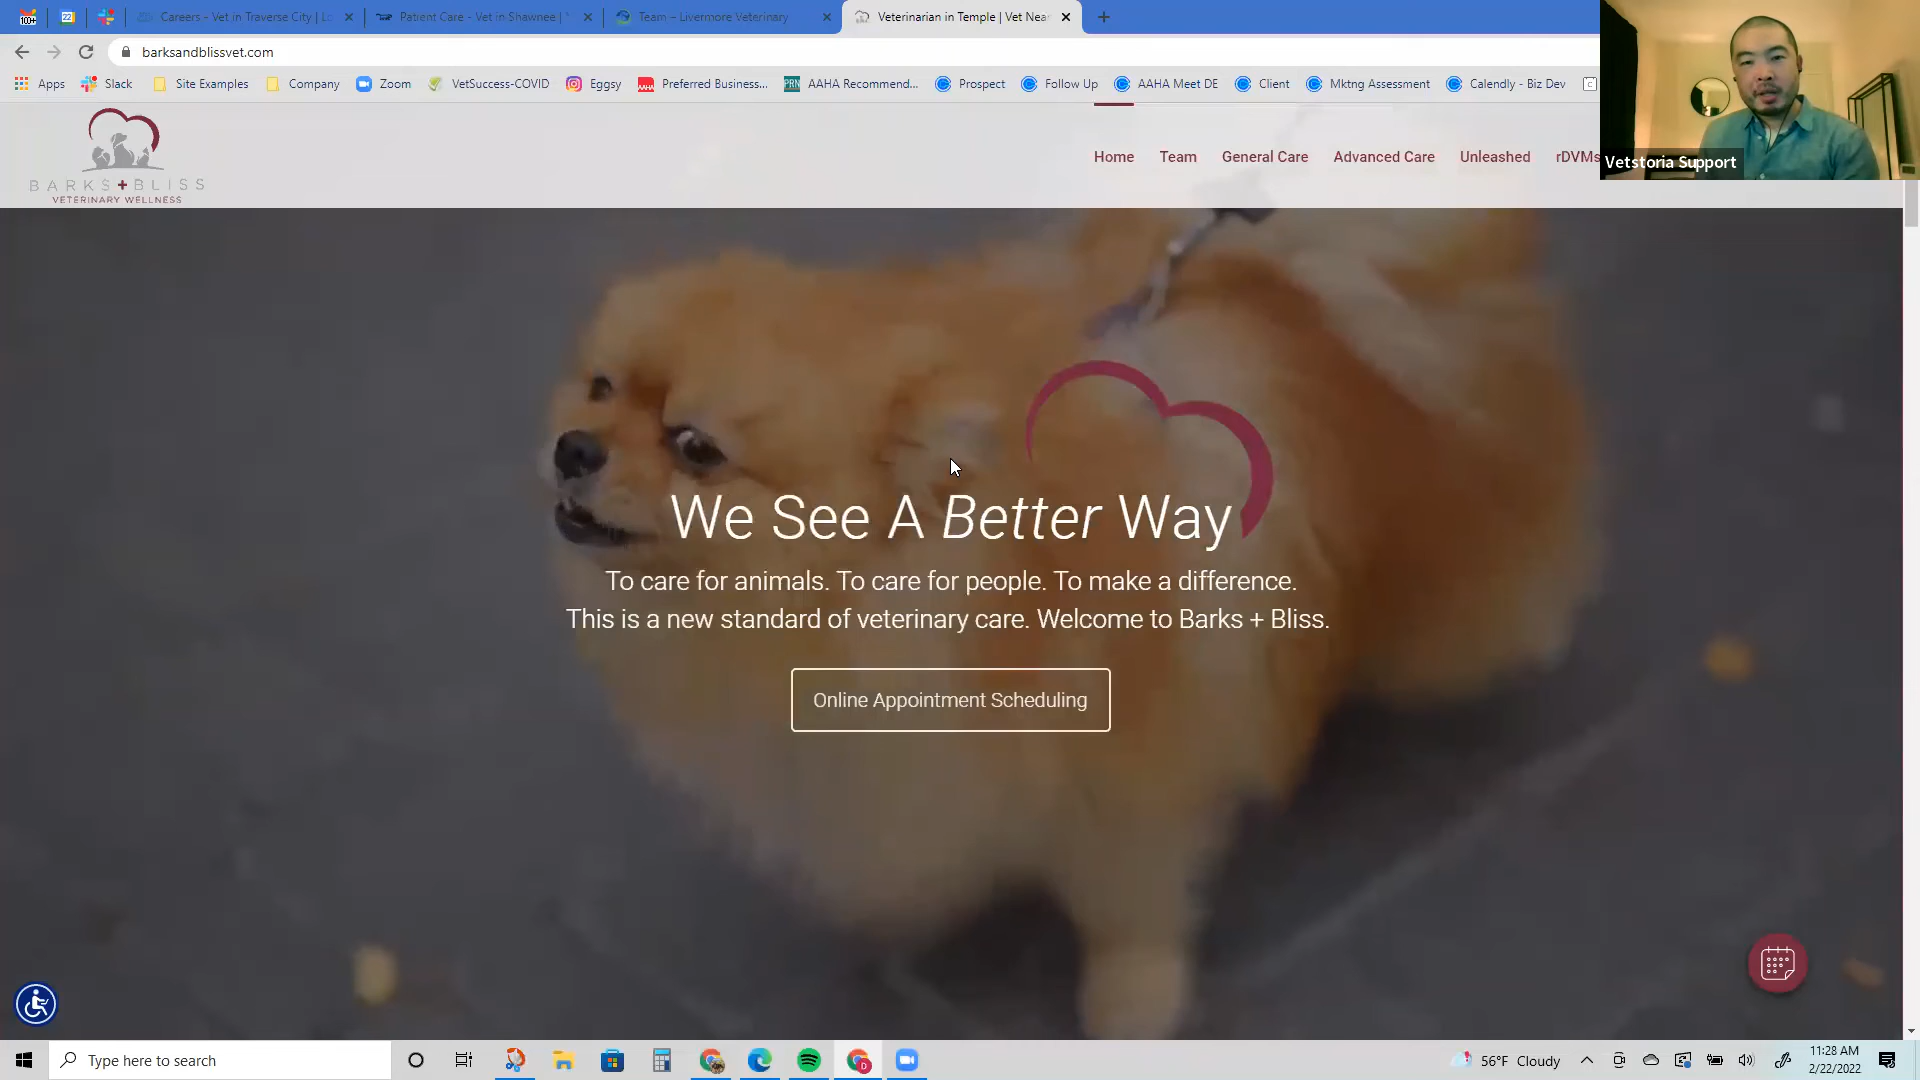 100+
22
Careers - Vet in Traverse City | Lo
Patient Care - Vet in Shawnee |
Team – Livermore Veterinary
Veterinarian in Temple | Vet Nea
barksandblissvet.com
Apps
Slack
Site Examples
Company
Zoom
VetSuccess-COVID
Eggsy
Preferred Business...
AAHA Recommend...
Prospect
Follow Up
AAHA Meet DE
Client
Mktng Assessment
Calendly - Biz Dev
BARKS+BLISS
VETERINARY WELLNESS
Home
Team
General Care
Advanced Care
Unleashed
rDVMs
Vetstoria Support
We See A Better Way
To care for animals. To care for people. To make a difference.
This is a new standard of veterinary care. Welcome to Barks + Bliss.
Online Appointment Scheduling
Type here to search
56°F Cloudy
11:28 AM
2/22/2022